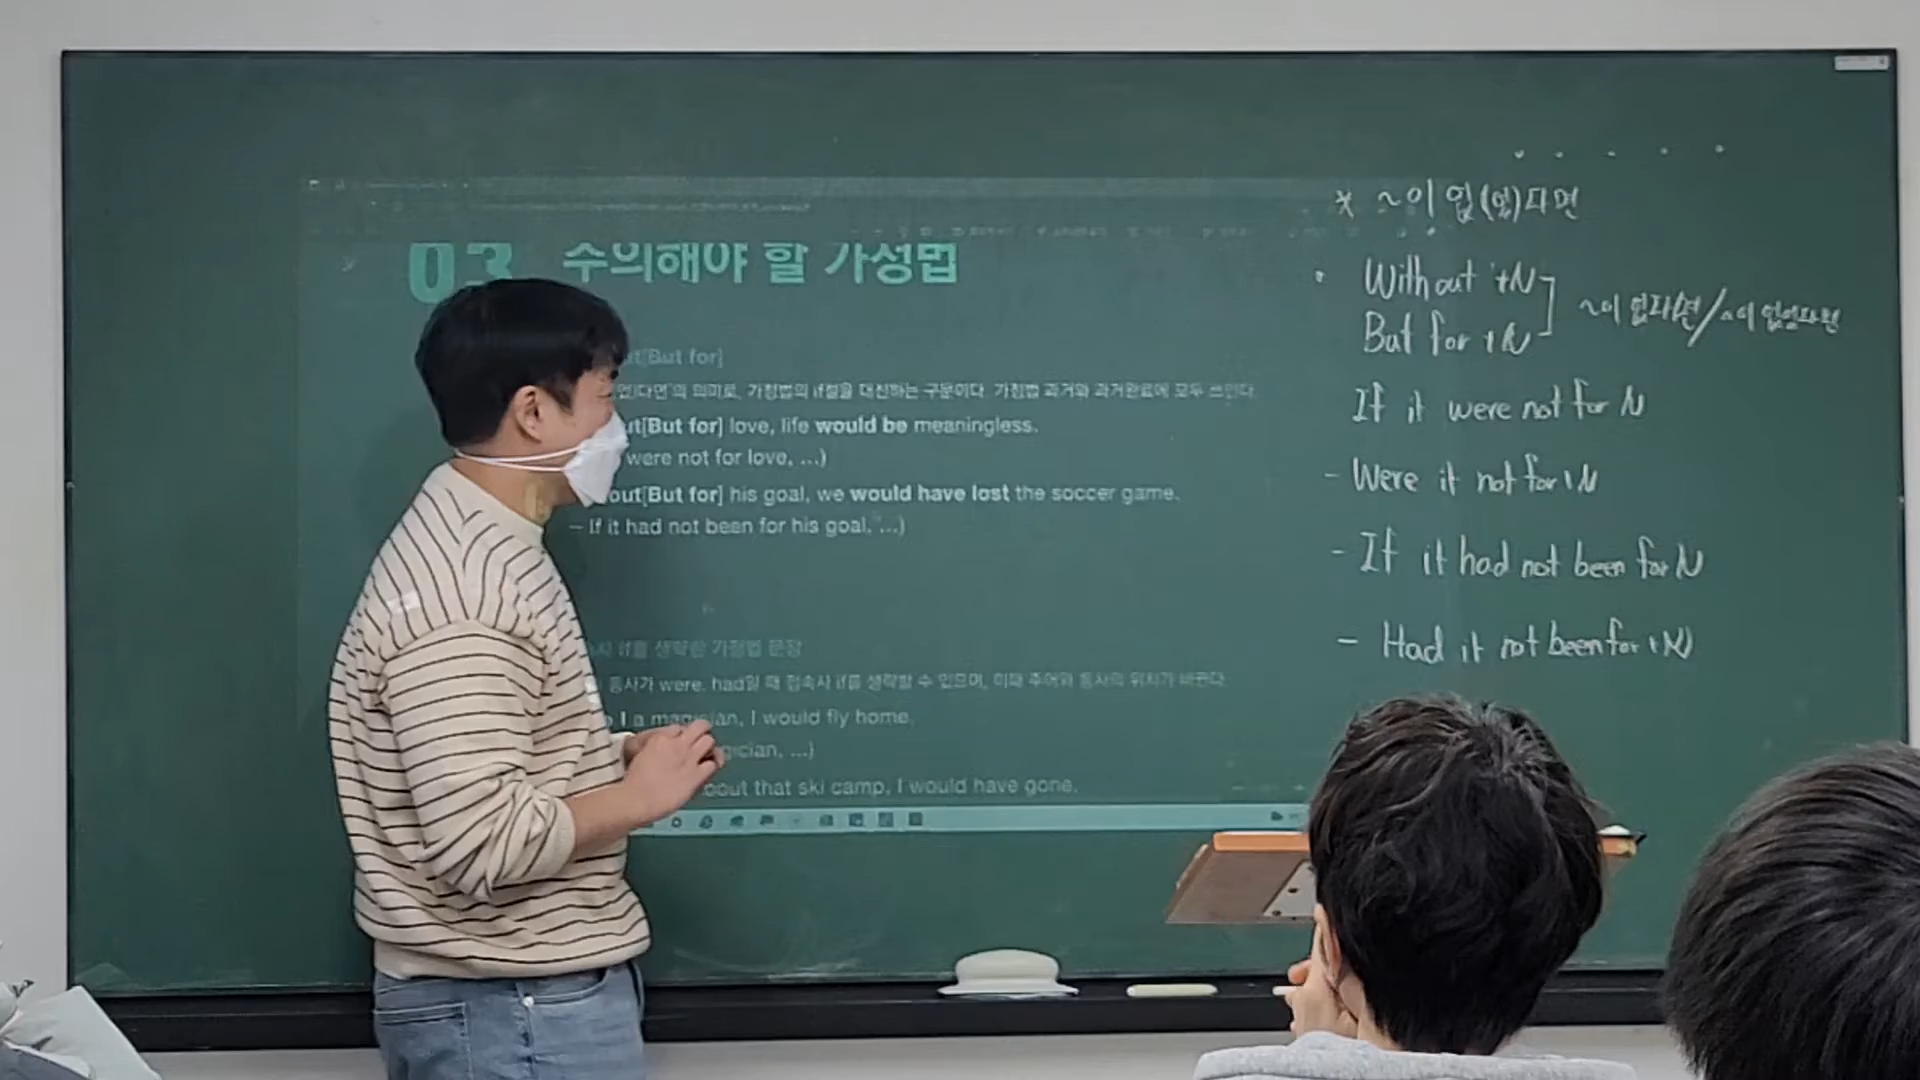 03 주의해야 할 가정법
[But for]
다면'의 의미로, 가정법의 if절을 대신하는 구문이다. 가정법 과거와 과거완료에 모두 쓰인다.
[But for] love, life would be meaningless.
were not for love, ...)
out[But for] his goal, we would have lost the soccer game.
– If it had not been for his goal, ...)
if를 생략한 가정법 문장
동사가 were, had일 때 접속사 if를 생략할 수 있으며, 이때 주어와 동사의 위치가 바뀐다.
I a magician, I would fly home.
gician, ...)
bout that ski camp, I would have gone.
* ~이 없(었)다면
· Without +N
But for +N
~이 없다면/~이 없었다면
If it were not for N
- Were it not for +N
- If it had not been for N
- Had it not been for +N